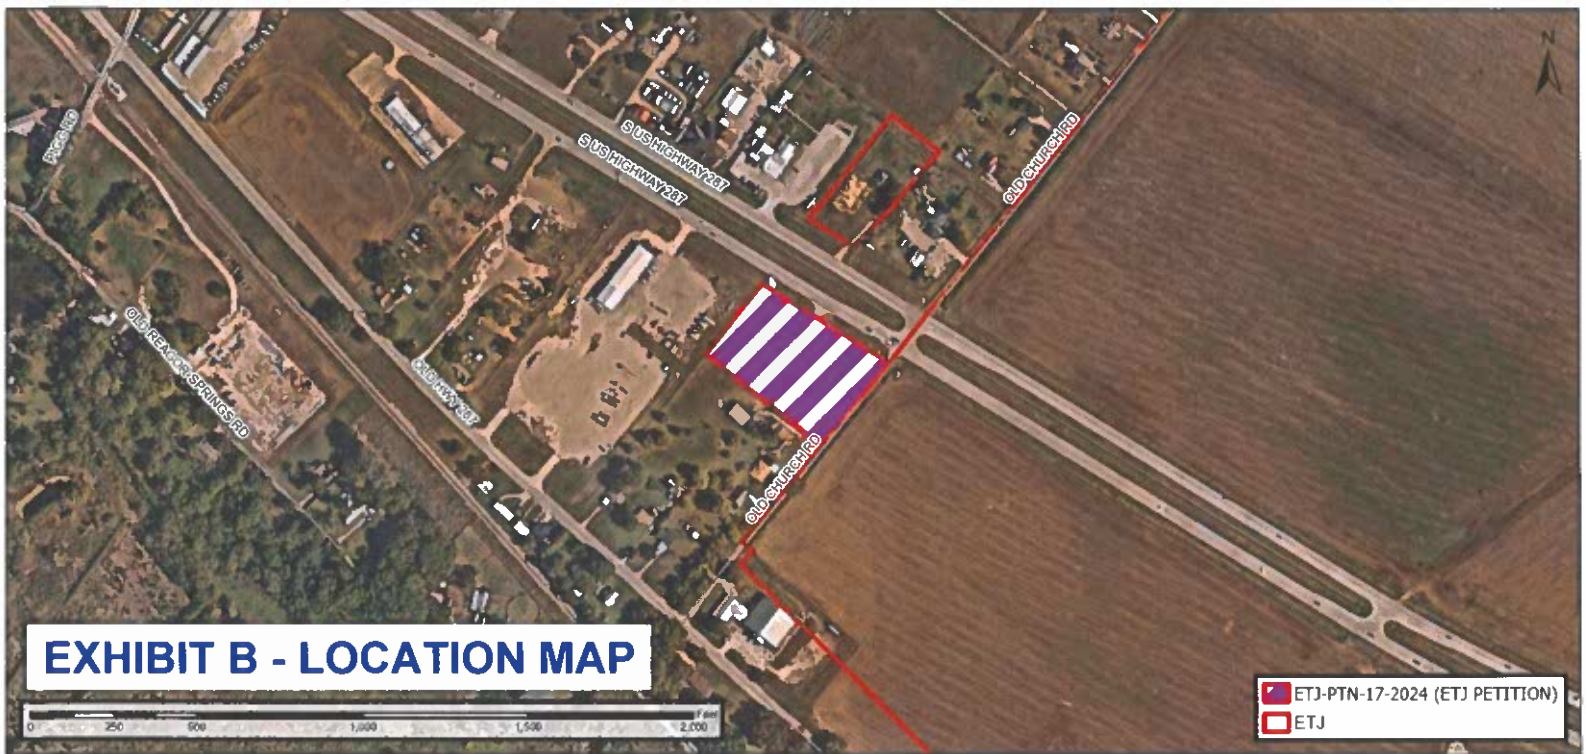 N
PIGG RD
S US HIGHWAY 287
S US HIGHWAY 287
OLD CHURCH RD
OLD REAGOR SPRINGS RD
OLD HWY 287
OLD CHURCH RD
EXHIBIT B - LOCATION MAP
0 250 500 1,000 1,500 2,000
Feet
ETJ-PTN-17-2024 (ETJ PETITION)
ETJ